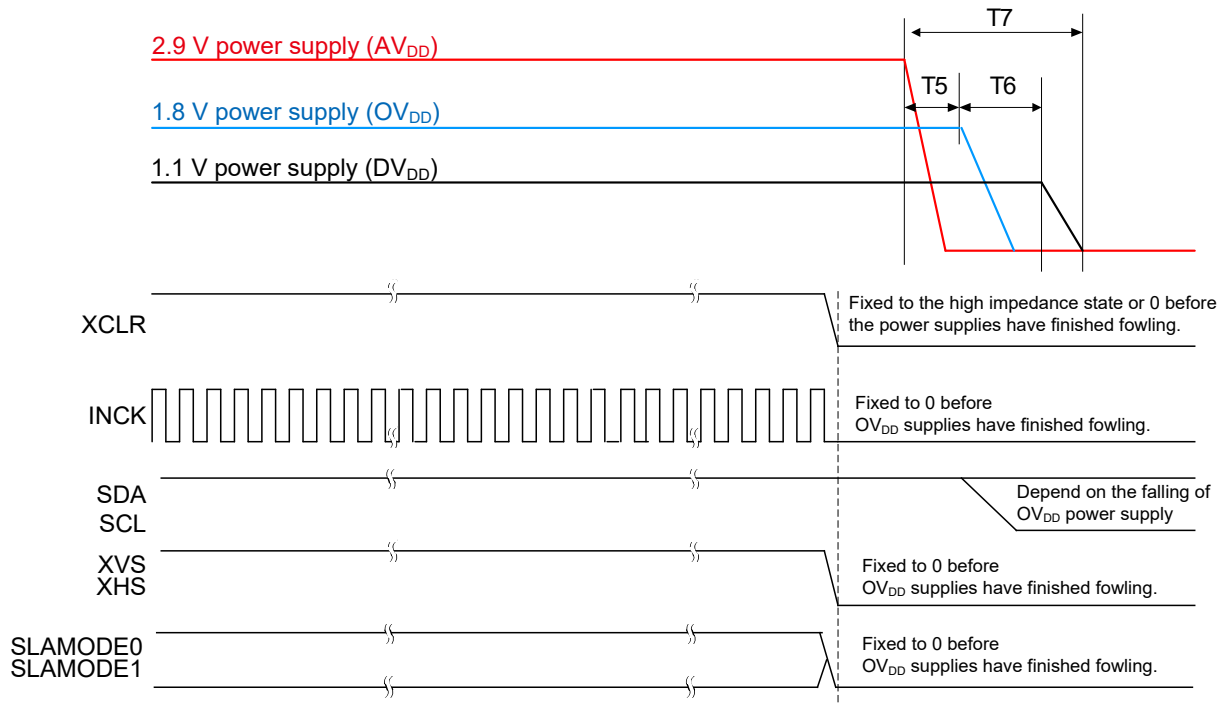 T7
2.9 V power supply (AVDD)
T5
T6
1.8 V power supply (OVDD)
1.1 V power supply (DVDD)
XCLR
Fixed to the high impedance state or 0 before
the power supplies have finished fowling.
INCK
Fixed to 0 before
OVDD supplies have finished fowling.
SDA
SCL
Depend on the falling of
OVDD power supply
XVS
XHS
Fixed to 0 before
OVDD supplies have finished fowling.
SLAMODE0
SLAMODE1
Fixed to 0 before
OVDD supplies have finished fowling.